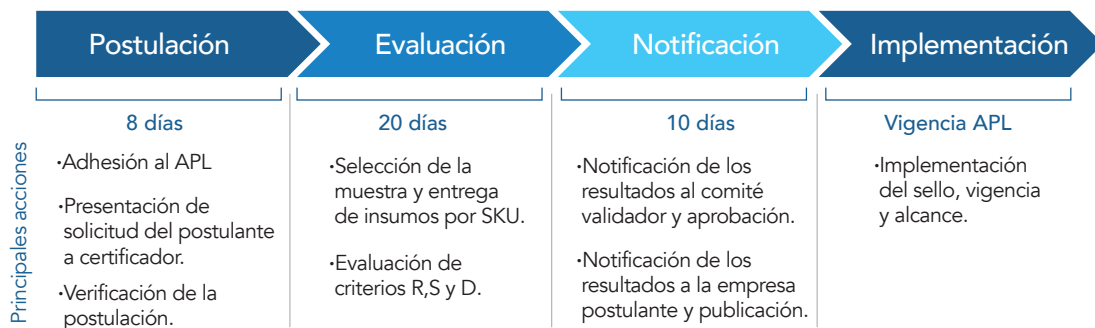 Postulación
Evaluación
Notificación
Implementación
Principales acciones
8 días
·Adhesión al APL
·Presentación de
solicitud del postulante
a certificador.
·Verificación de la
postulación.
20 días
·Selección de la
muestra y entrega
de insumos por SKU.
·Evaluación de
criterios R,S y D.
10 días
·Notificación de los
resultados al comité
validador y aprobación.
·Notificación de los
resultados a la empresa
postulante y publicación.
Vigencia APL
·Implementación
del sello, vigencia
y alcance.